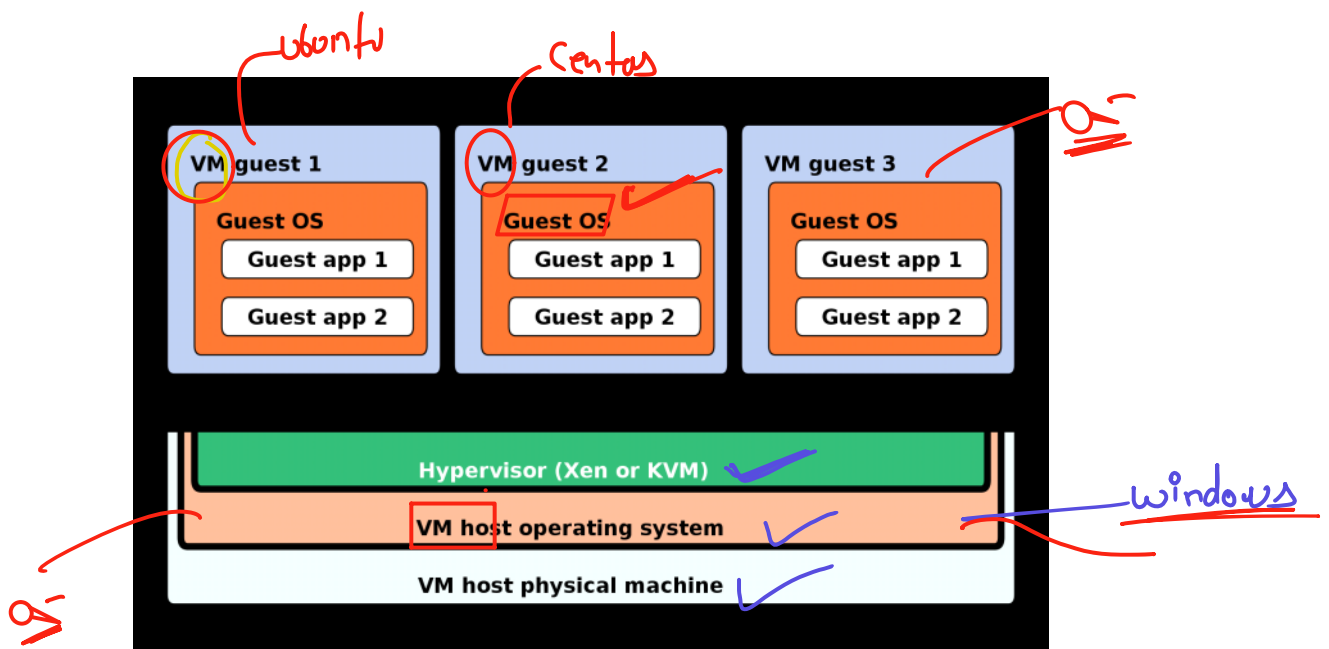 ubuntu
Centos
VM guest 1
VM guest 2
VM guest 3
Guest OS
Guest OS
Guest OS
Guest app 1
Guest app 1
Guest app 1
Guest app 2
Guest app 2
Guest app 2
Hypervisor (Xen or KVM)
windows
VM host operating system
VM host physical machine